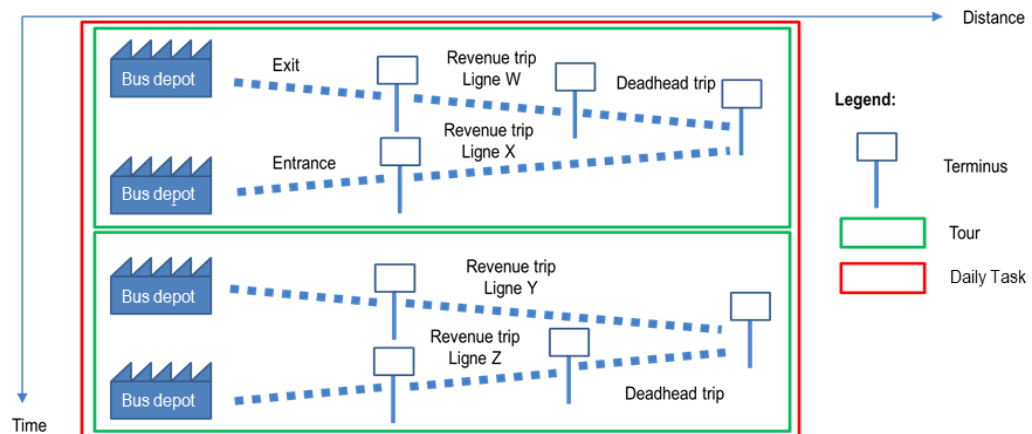 Distance
Bus depot
Exit
Revenue trip
Ligne W
Deadhead trip
Bus depot
Entrance
Revenue trip
Ligne X
Bus depot
Revenue trip
Ligne Y
Bus depot
Revenue trip
Ligne Z
Deadhead trip
Time
Legend:
Terminus
Tour
Daily Task